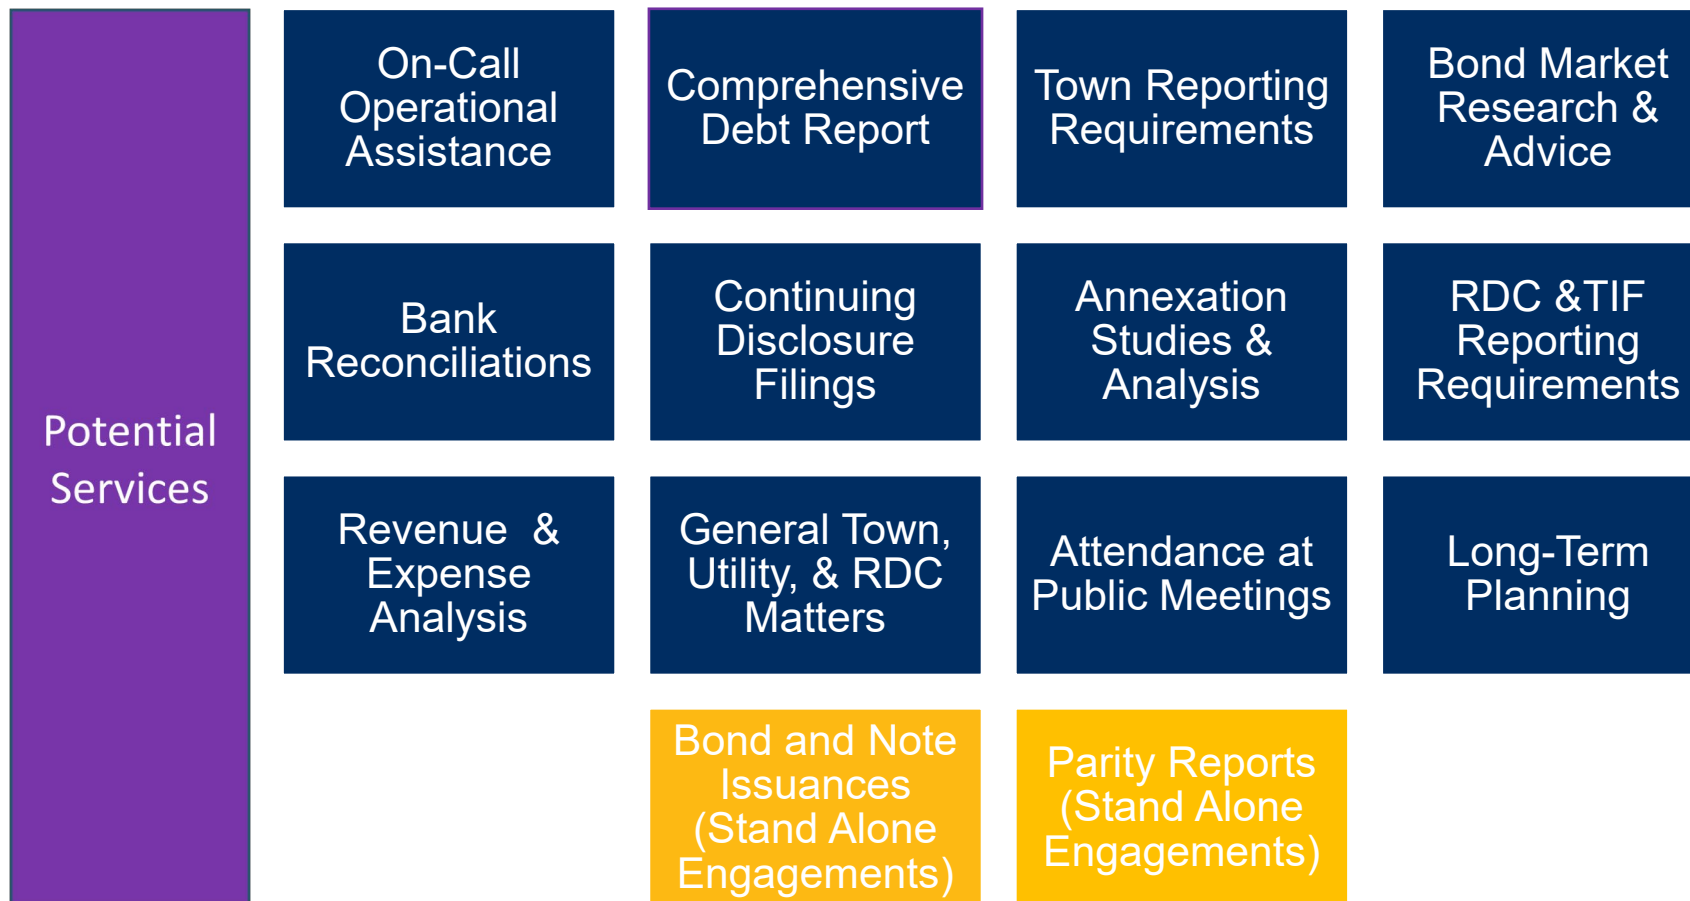 Potential
Services
On-Call
Operational
Assistance
Comprehensive
Debt Report
Town Reporting
Requirements
Bond Market
Research &
Advice
Bank
Reconciliations
Continuing
Disclosure
Filings
Annexation
Studies &
Analysis
RDC &TIF
Reporting
Requirements
Revenue  &
Expense
Analysis
General Town,
Utility, & RDC
Matters
Attendance at
Public Meetings
Long-Term
Planning
Bond and Note
Issuances
(Stand Alone
Engagements)
Parity Reports
(Stand Alone
Engagements)